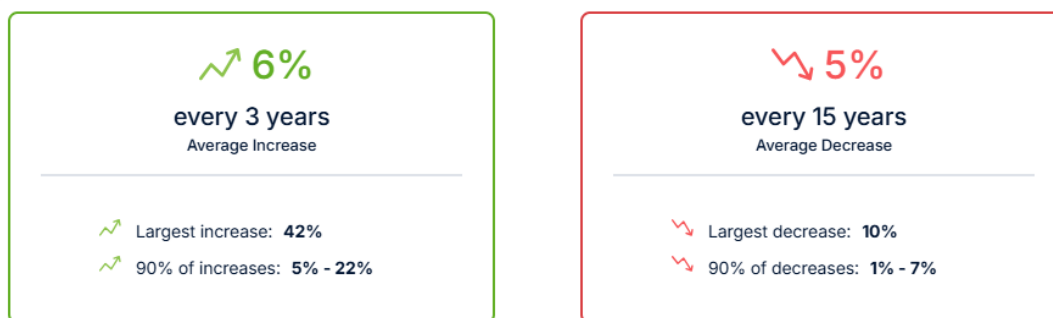 6%
every 3 years
Average Increase
Largest increase: 42%
90% of increases: 5% - 22%
5%
every 15 years
Average Decrease
Largest decrease: 10%
90% of decreases: 1% - 7%